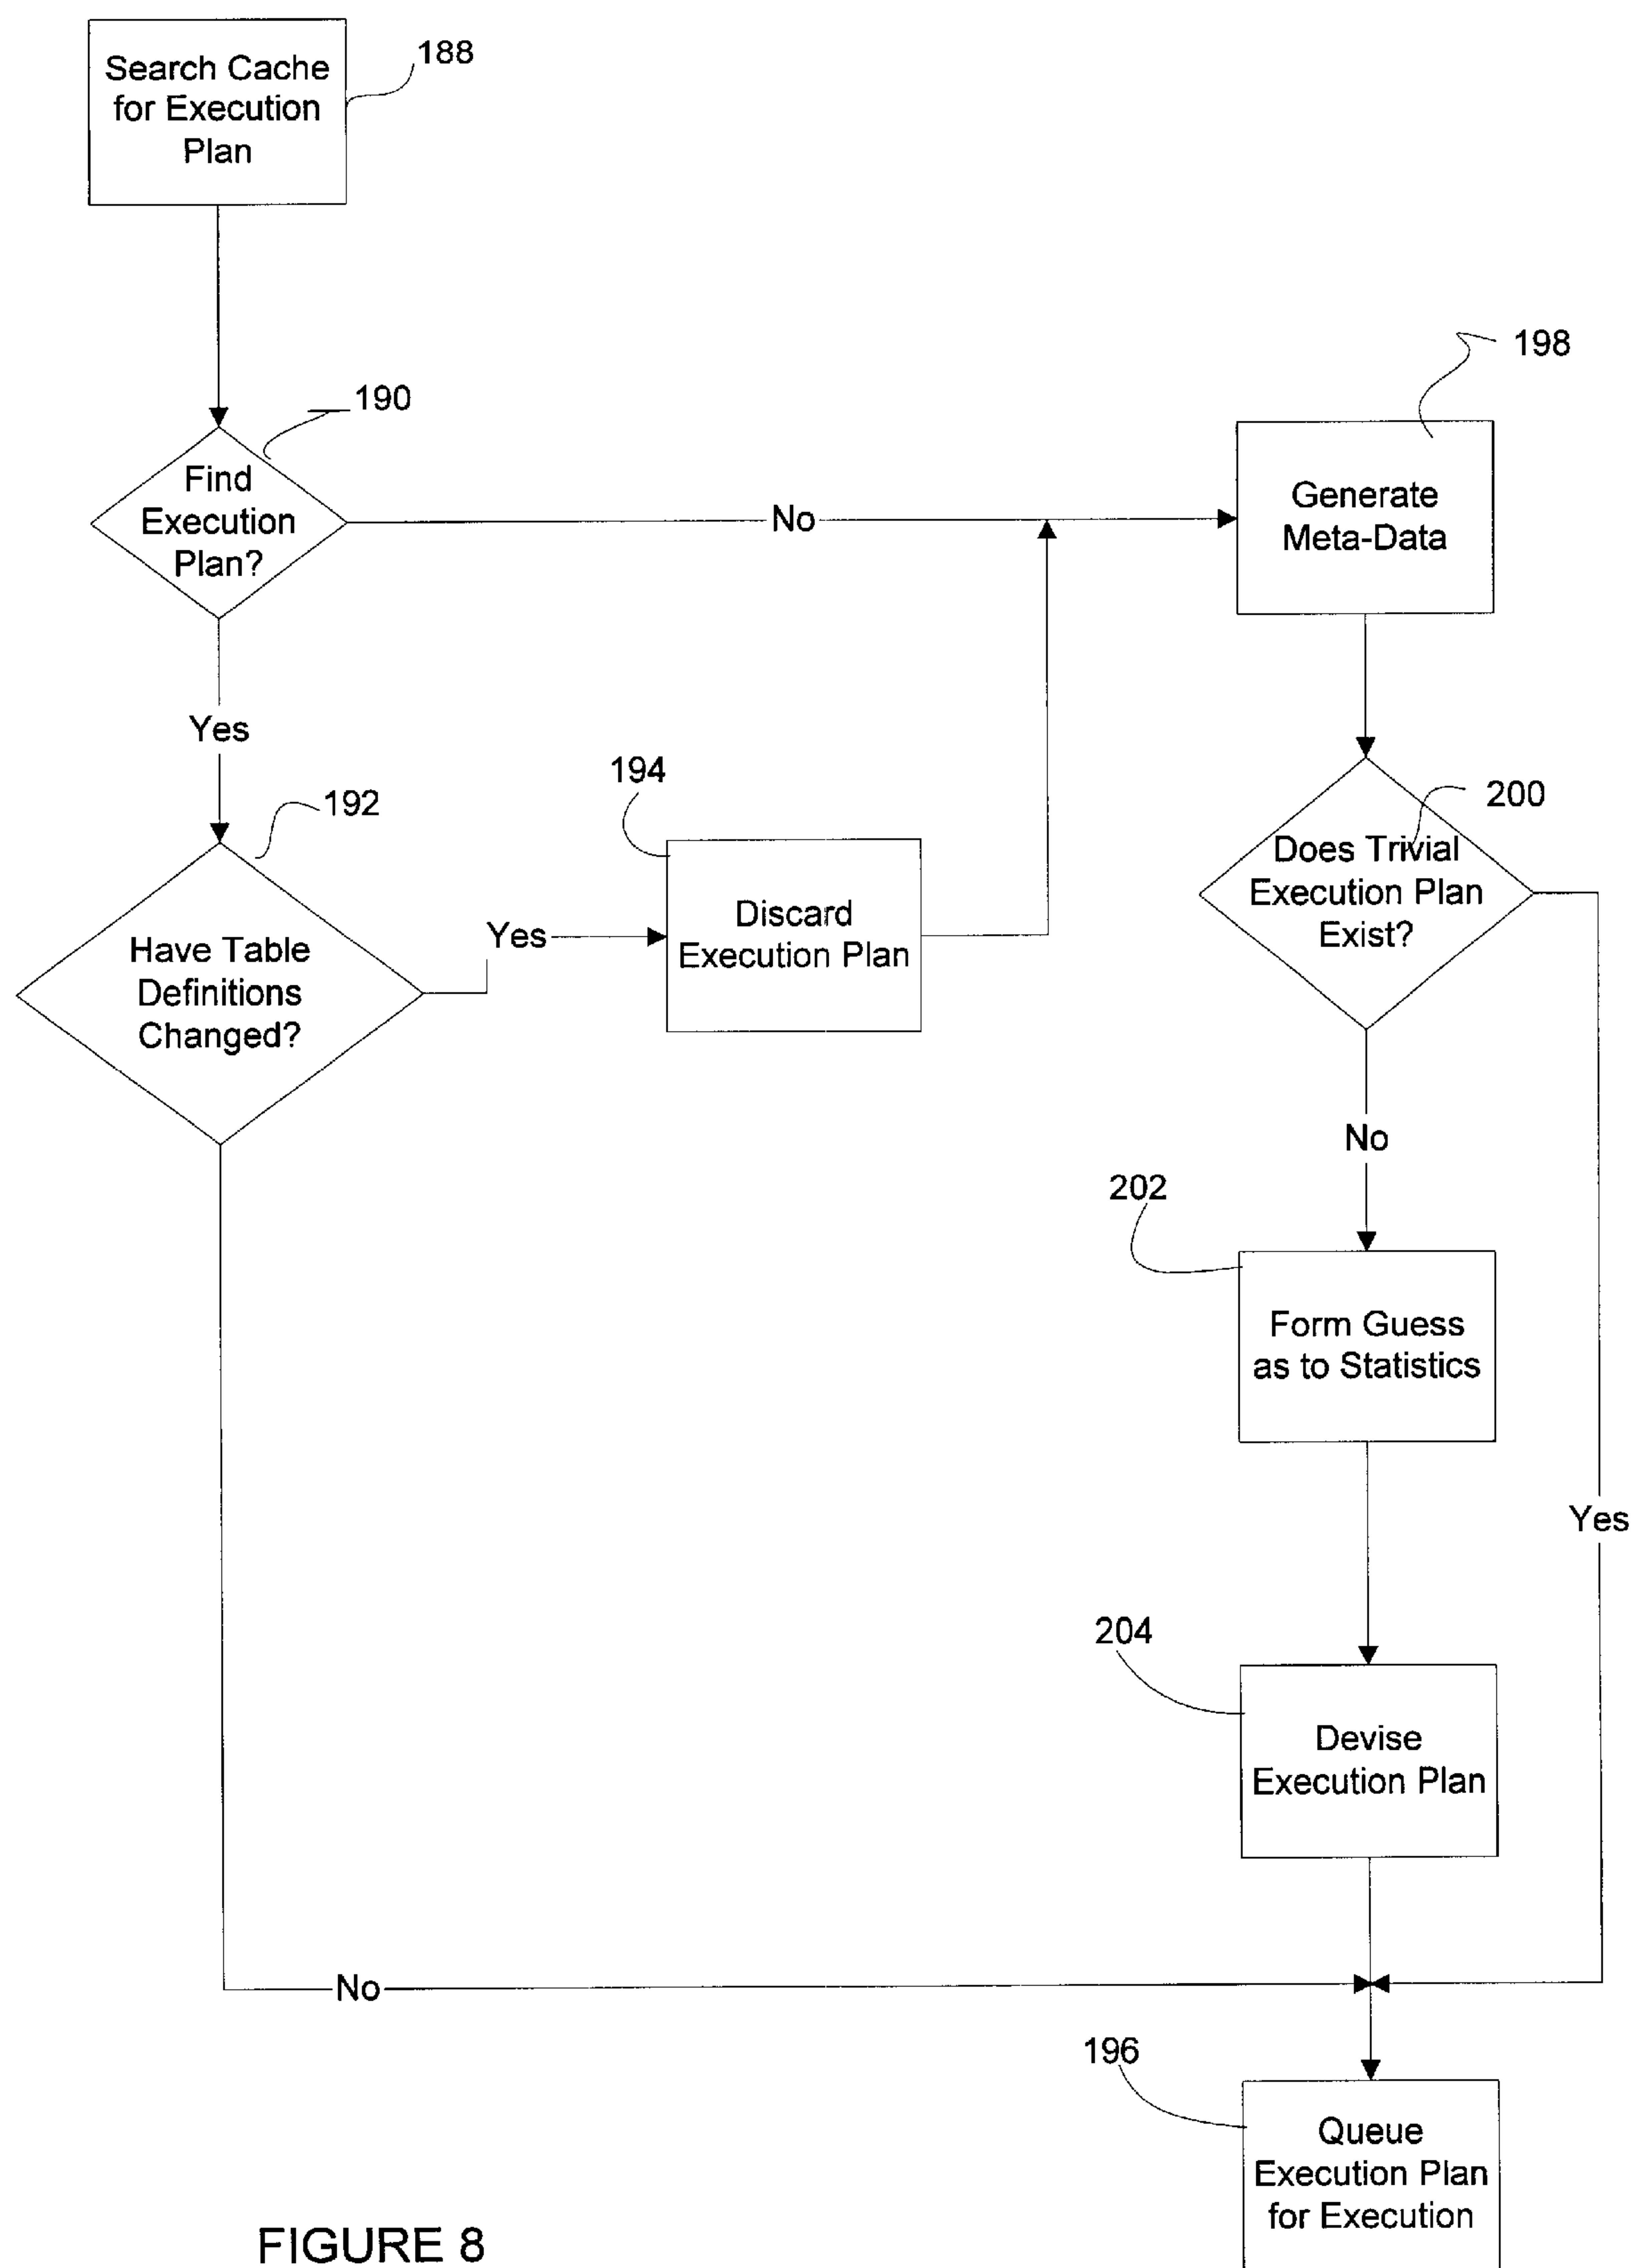 Search Cache
for Execution
Plan
188
190
Find
Execution
Plan?
No
198
Generate
Meta-Data
Yes
192
Have Table
Definitions
Changed?
Yes
194
Discard
Execution Plan
200
Does Trivial
Execution Plan
Exist?
No
202
Form Guess
as to Statistics
Yes
204
Devise
Execution Plan
No
196
Queue
Execution Plan
for Execution
FIGURE 8